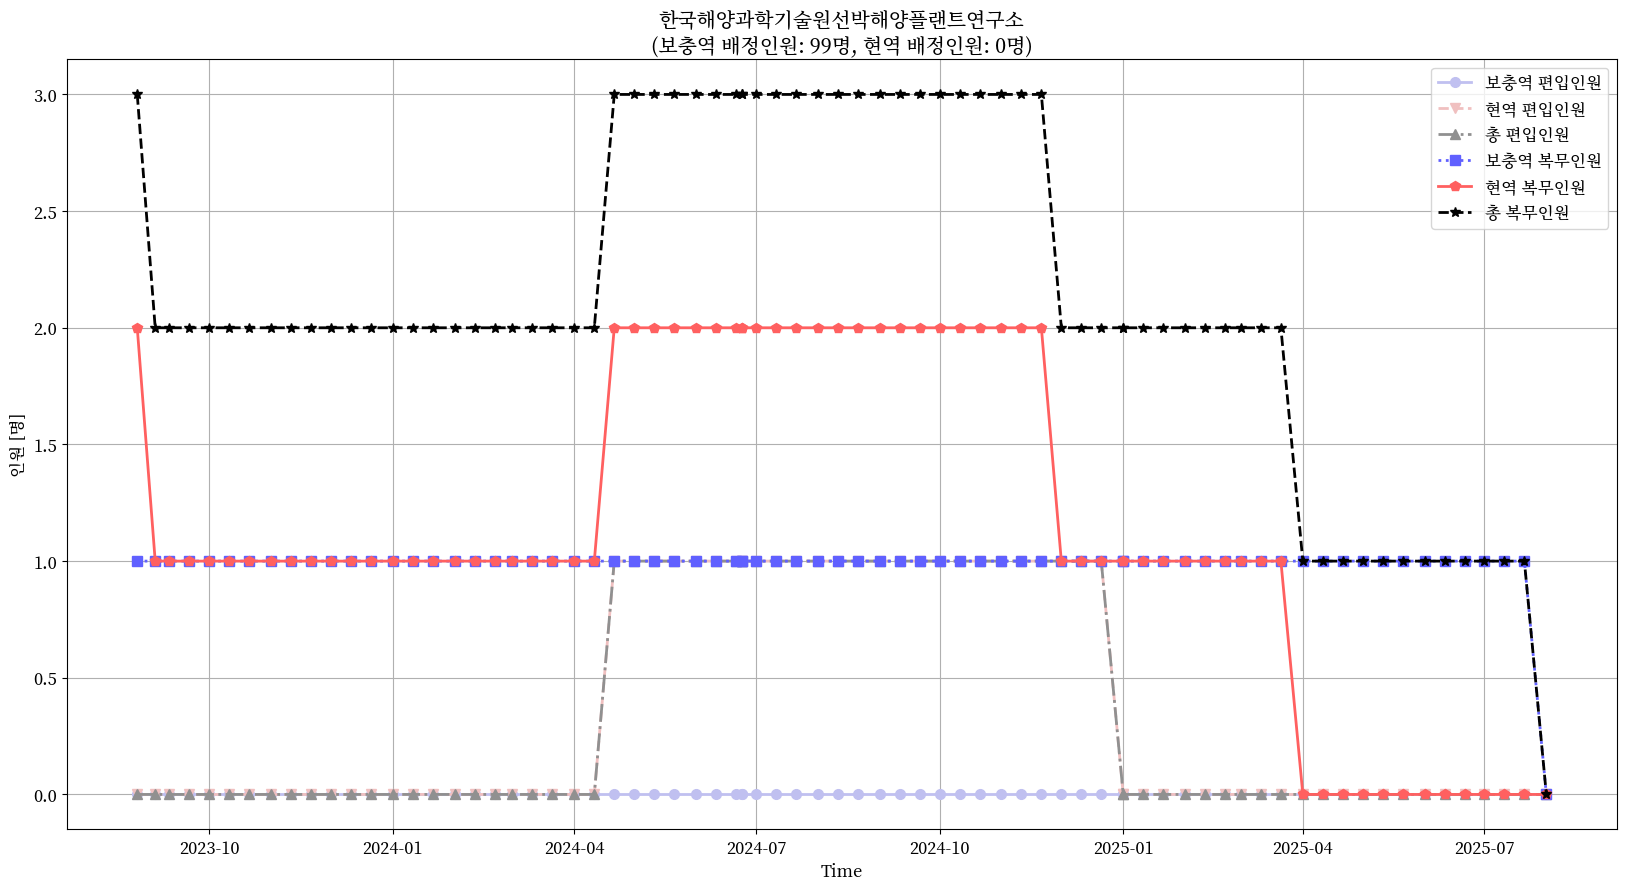 한국해양과학기술원선박해양플랜트연구소
(보충역 배정인원: 99명, 현역 배정인원: 0명)
보충역 편입인원
현역 편입인원
총 편입인원
보충역 복무인원
현역 복무인원
총 복무인원
인원 [명]
3.0
2.5
2.0
1.5
1.0
0.5
0.0
2023-10
2024-01
2024-04
2024-07
2024-10
2025-01
2025-04
2025-07
Time